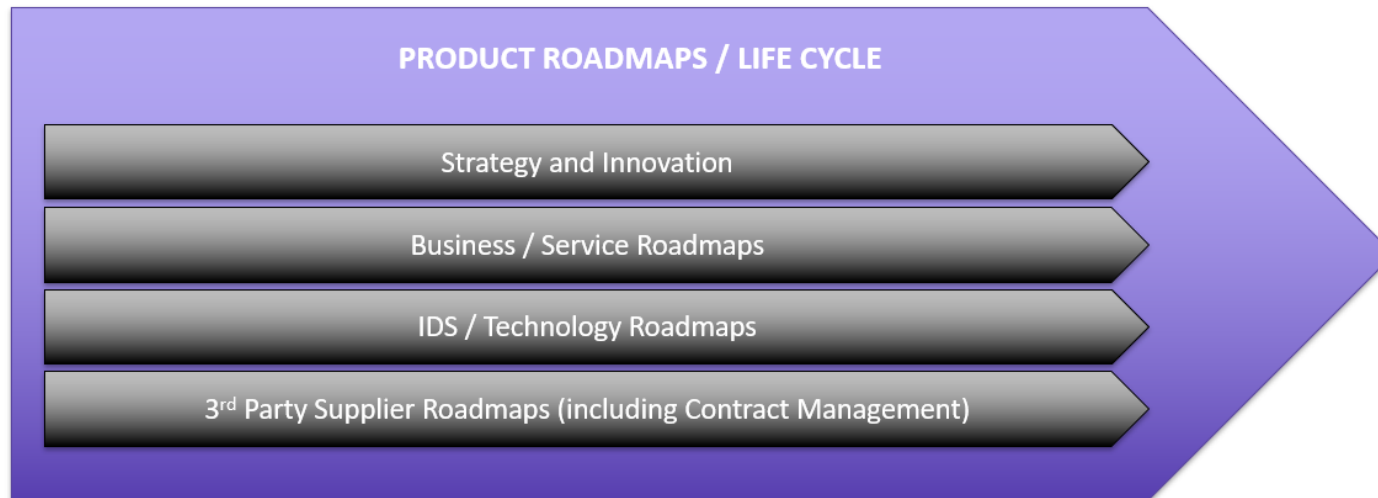 PRODUCT ROADMAPS / LIFE CYCLE
Strategy and Innovation
Business / Service Roadmaps
IDS / Technology Roadmaps
3rd Party Supplier Roadmaps (including Contract Management)